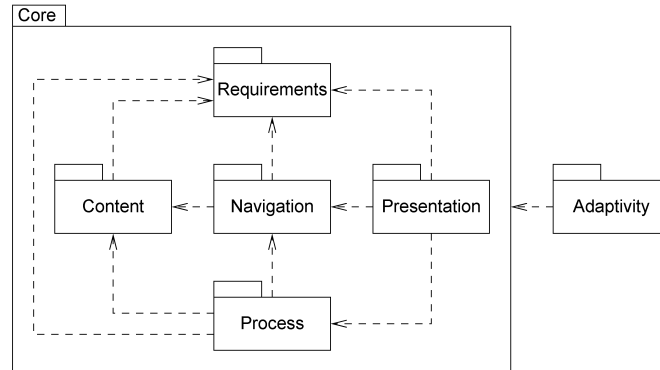 Core
Requirements
Content
Navigation
Presentation
Adaptivity
Process